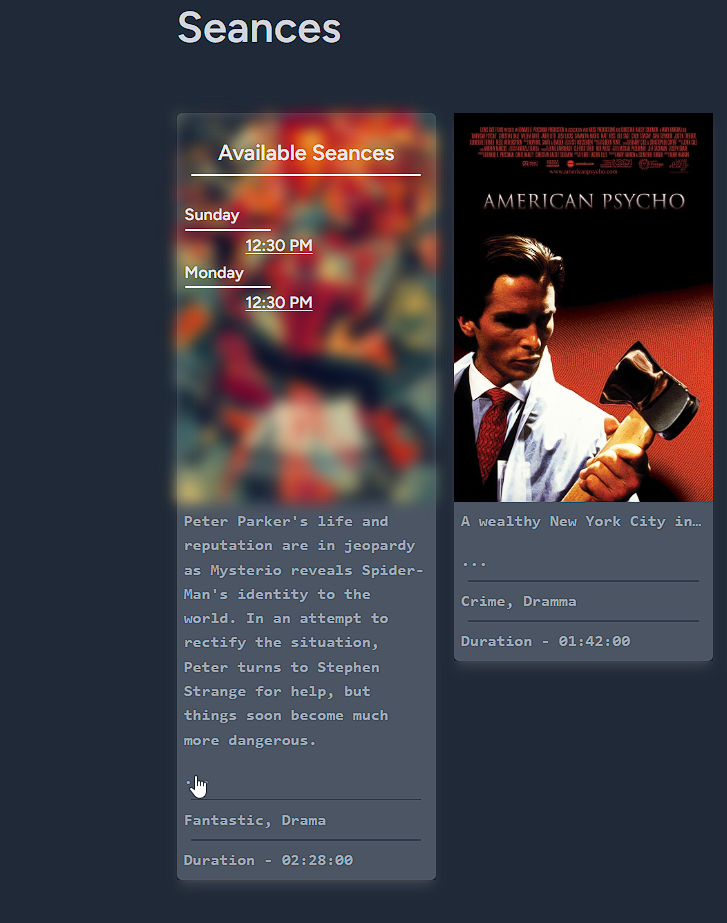 Seances
Available Seances
Sunday
12:30 PM
Monday
12:30 PM
Peter Parker's life and
reputation are in jeopardy
as Mysterio reveals Spider-
Man's identity to the
world. In an attempt to
rectify the situation,
Peter turns to Stephen
Strange for help, but
things soon become much
more dangerous.
Fantastic, Drama
Duration - 02:28:00
www.americanpsycho.com
AMERICAN PSYCHO
A wealthy New York City in…
...
Crime, Dramma
Duration - 01:42:00